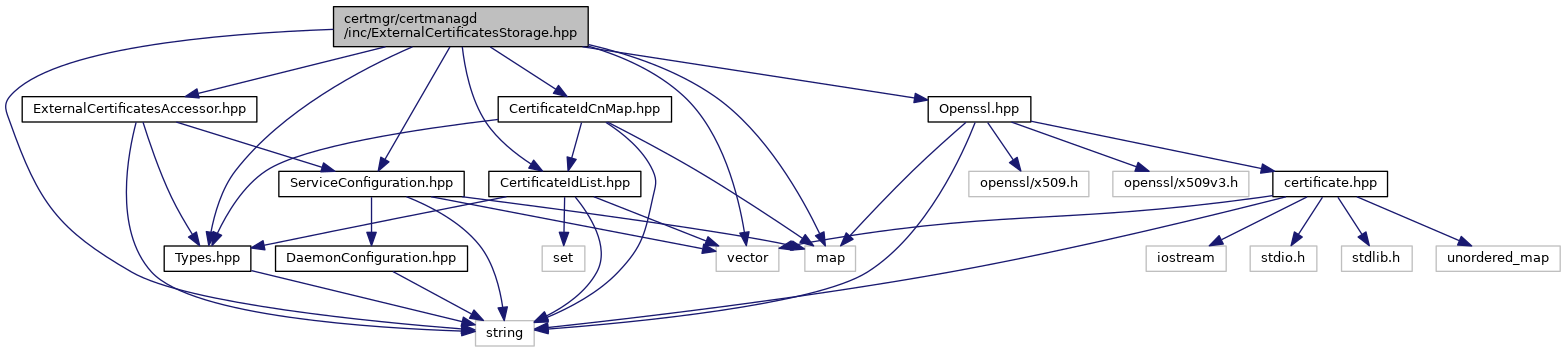 certmgr/certmanagd
/inc/ExternalCertificatesStorage.hpp
ExternalCertificatesAccessor.hpp
CertificateIdCnMap.hpp
Openssl.hpp
ServiceConfiguration.hpp
CertificateIdList.hpp
openssl/x509.h
openssl/x509v3.h
certificate.hpp
Types.hpp
DaemonConfiguration.hpp
set
vector
map
iostream
stdio.h
stdlib.h
unordered_map
string